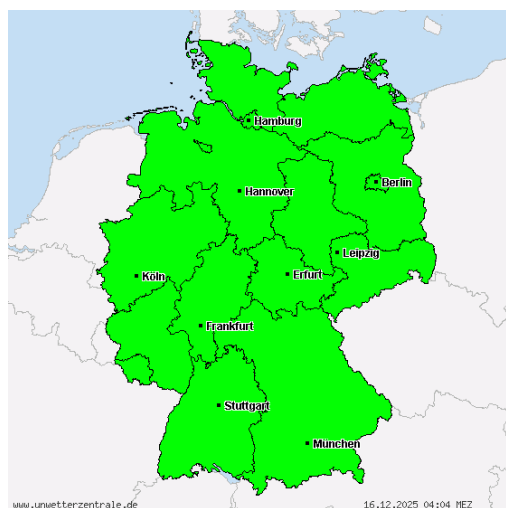 Hamburg
Berlin
Hannover
Leipzig
Köln
Erfurt
Frankfurt
Stuttgart
München
www.unwetterzentrale.de
16.12.2025 04:04 MEZ